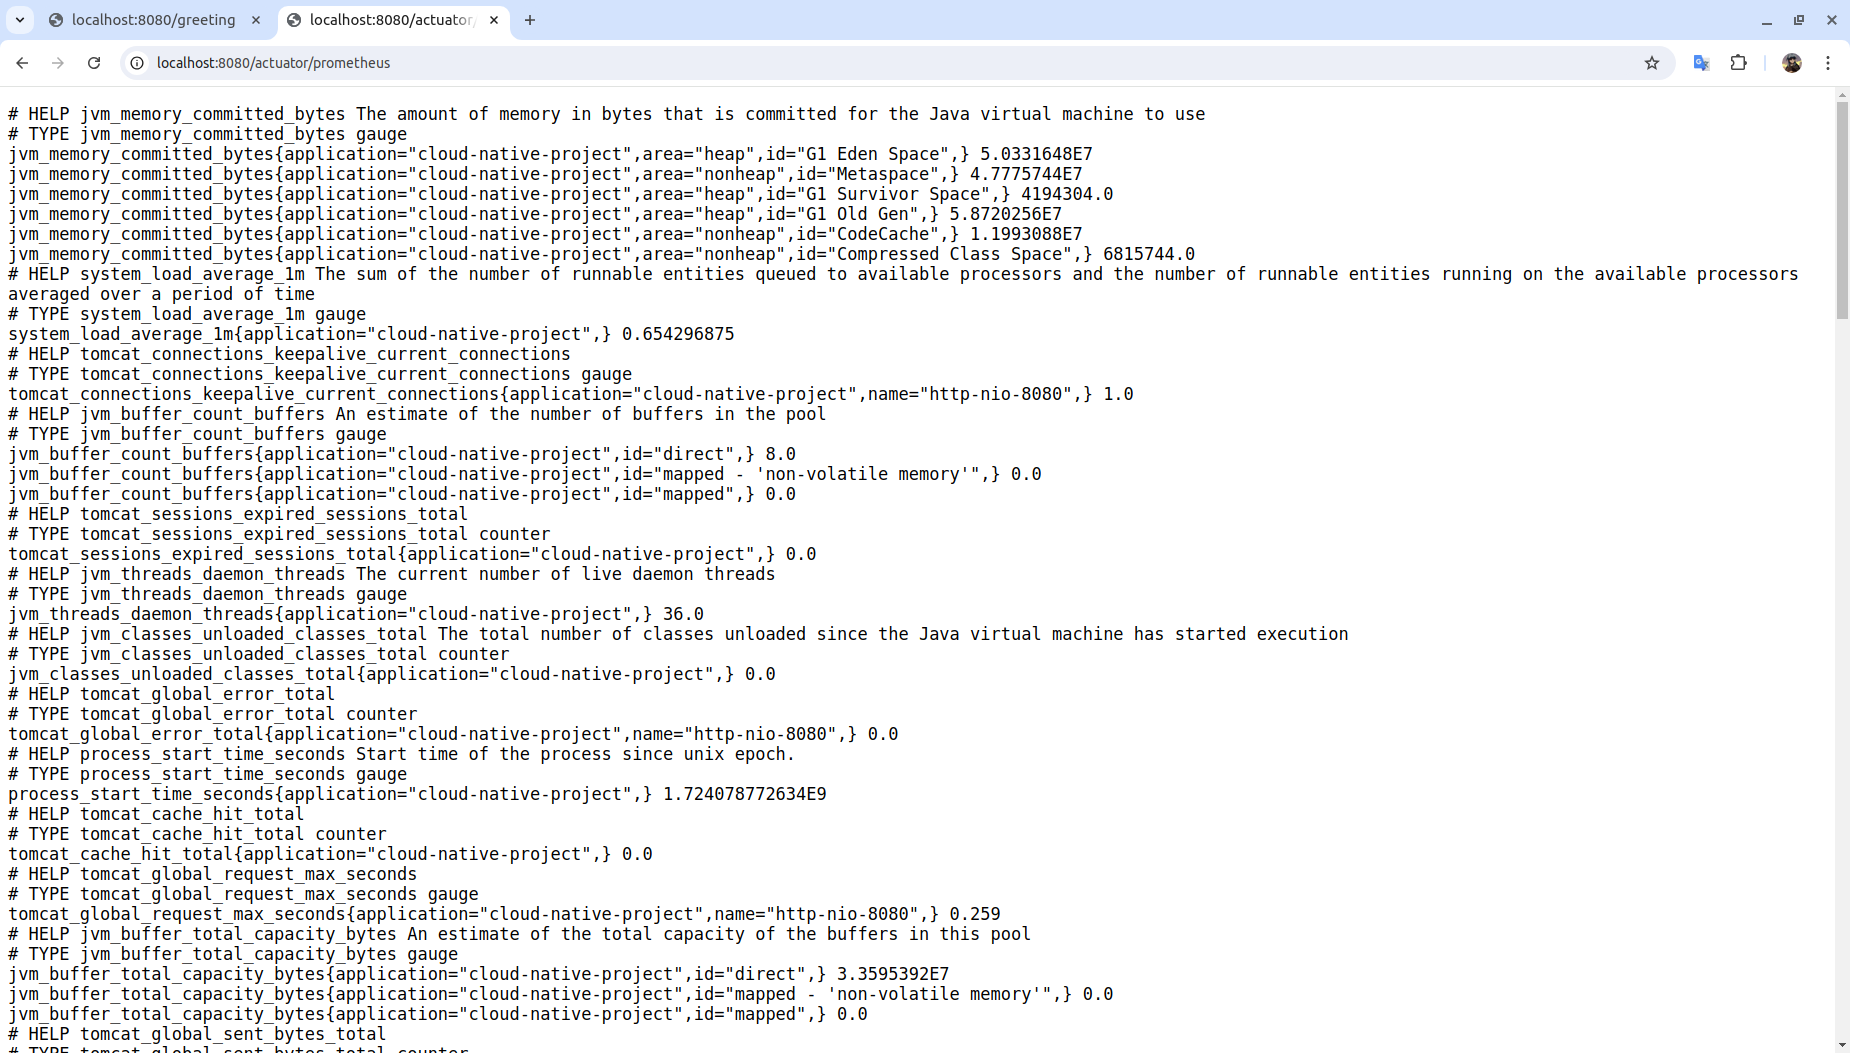 localhost:8080/greeting
localhost:8080/actuator/
localhost:8080/actuator/prometheus
# HELP jvm_memory_committed_bytes The amount of memory in bytes that is committed for the Java virtual machine to use
# TYPE jvm_memory_committed_bytes gauge
jvm_memory_committed_bytes{application="cloud-native-project",area="heap",id="G1 Eden Space",} 5.0331648E7
jvm_memory_committed_bytes{application="cloud-native-project",area="nonheap",id="Metaspace",} 4.7775744E7
jvm_memory_committed_bytes{application="cloud-native-project",area="heap",id="G1 Survivor Space",} 4194304.0
jvm_memory_committed_bytes{application="cloud-native-project",area="heap",id="G1 Old Gen",} 5.8720256E7
jvm_memory_committed_bytes{application="cloud-native-project",area="nonheap",id="CodeCache",} 1.1993088E7
jvm_memory_committed_bytes{application="cloud-native-project",area="nonheap",id="Compressed Class Space",} 6815744.0
# HELP system_load_average_1m The sum of the number of runnable entities queued to available processors and the number of runnable entities running on the available processors
averaged over a period of time
# TYPE system_load_average_1m gauge
system_load_average_1m{application="cloud-native-project",} 0.654296875
# HELP tomcat_connections_keepalive_current_connections
# TYPE tomcat_connections_keepalive_current_connections gauge
tomcat_connections_keepalive_current_connections{application="cloud-native-project",name="http-nio-8080",} 1.0
# HELP jvm_buffer_count_buffers An estimate of the number of buffers in the pool
# TYPE jvm_buffer_count_buffers gauge
jvm_buffer_count_buffers{application="cloud-native-project",id="direct",} 8.0
jvm_buffer_count_buffers{application="cloud-native-project",id="mapped - 'non-volatile memory'",} 0.0
jvm_buffer_count_buffers{application="cloud-native-project",id="mapped",} 0.0
# HELP tomcat_sessions_expired_sessions_total
# TYPE tomcat_sessions_expired_sessions_total counter
tomcat_sessions_expired_sessions_total{application="cloud-native-project",} 0.0
# HELP jvm_threads_daemon_threads The current number of live daemon threads
# TYPE jvm_threads_daemon_threads gauge
jvm_threads_daemon_threads{application="cloud-native-project",} 36.0
# HELP jvm_classes_unloaded_classes_total The total number of classes unloaded since the Java virtual machine has started execution
# TYPE jvm_classes_unloaded_classes_total counter
jvm_classes_unloaded_classes_total{application="cloud-native-project",} 0.0
# HELP tomcat_global_error_total
# TYPE tomcat_global_error_total counter
tomcat_global_error_total{application="cloud-native-project",name="http-nio-8080",} 0.0
# HELP process_start_time_seconds Start time of the process since unix epoch.
# TYPE process_start_time_seconds gauge
process_start_time_seconds{application="cloud-native-project",} 1.724078772634E9
# HELP tomcat_cache_hit_total
# TYPE tomcat_cache_hit_total counter
tomcat_cache_hit_total{application="cloud-native-project",} 0.0
# HELP tomcat_global_request_max_seconds
# TYPE tomcat_global_request_max_seconds gauge
tomcat_global_request_max_seconds{application="cloud-native-project",name="http-nio-8080",} 0.259
# HELP jvm_buffer_total_capacity_bytes An estimate of the total capacity of the buffers in this pool
# TYPE jvm_buffer_total_capacity_bytes gauge
jvm_buffer_total_capacity_bytes{application="cloud-native-project",id="direct",} 3.3595392E7
jvm_buffer_total_capacity_bytes{application="cloud-native-project",id="mapped - 'non-volatile memory'",} 0.0
jvm_buffer_total_capacity_bytes{application="cloud-native-project",id="mapped",} 0.0
# HELP tomcat_global_sent_bytes_total
# TYPE tomcat_global_sent_bytes_total counter